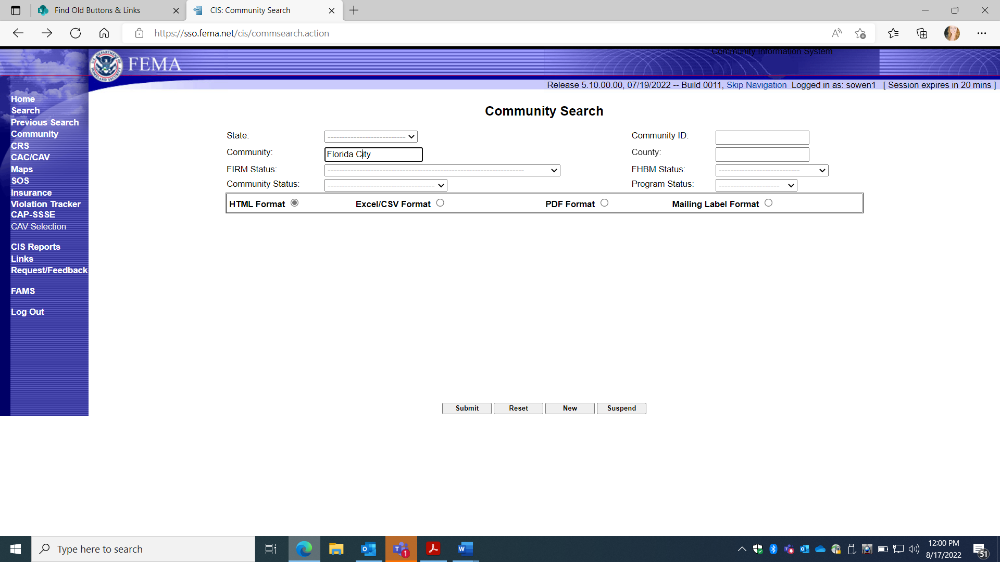 Find Old Buttons & Links
CIS: Community Search
https://sso.fema.net/cis/commsearch.action
Community Information System
FEMA
Release 5.10.00.00, 07/19/2022 -- Build 0011, Skip Navigation Logged in as: sowen1 [ Session expires in 20 mins ]
Home
Search
Previous Search
Community
CRS
CAC/CAV
Maps
SOS
Insurance
Violation Tracker
CAP-SSSE
CAV Selection
CIS Reports
Links
Request/Feedback
FAMS
Log Out
Community Search
State: Community ID:
Community: Florida City County:
FIRM Status: FHBM Status:
Community Status: Program Status:
HTML Format Excel/CSV Format PDF Format Mailing Label Format
Submit Reset New Suspend
Type here to search
12:00 PM
8/17/2022
1
51